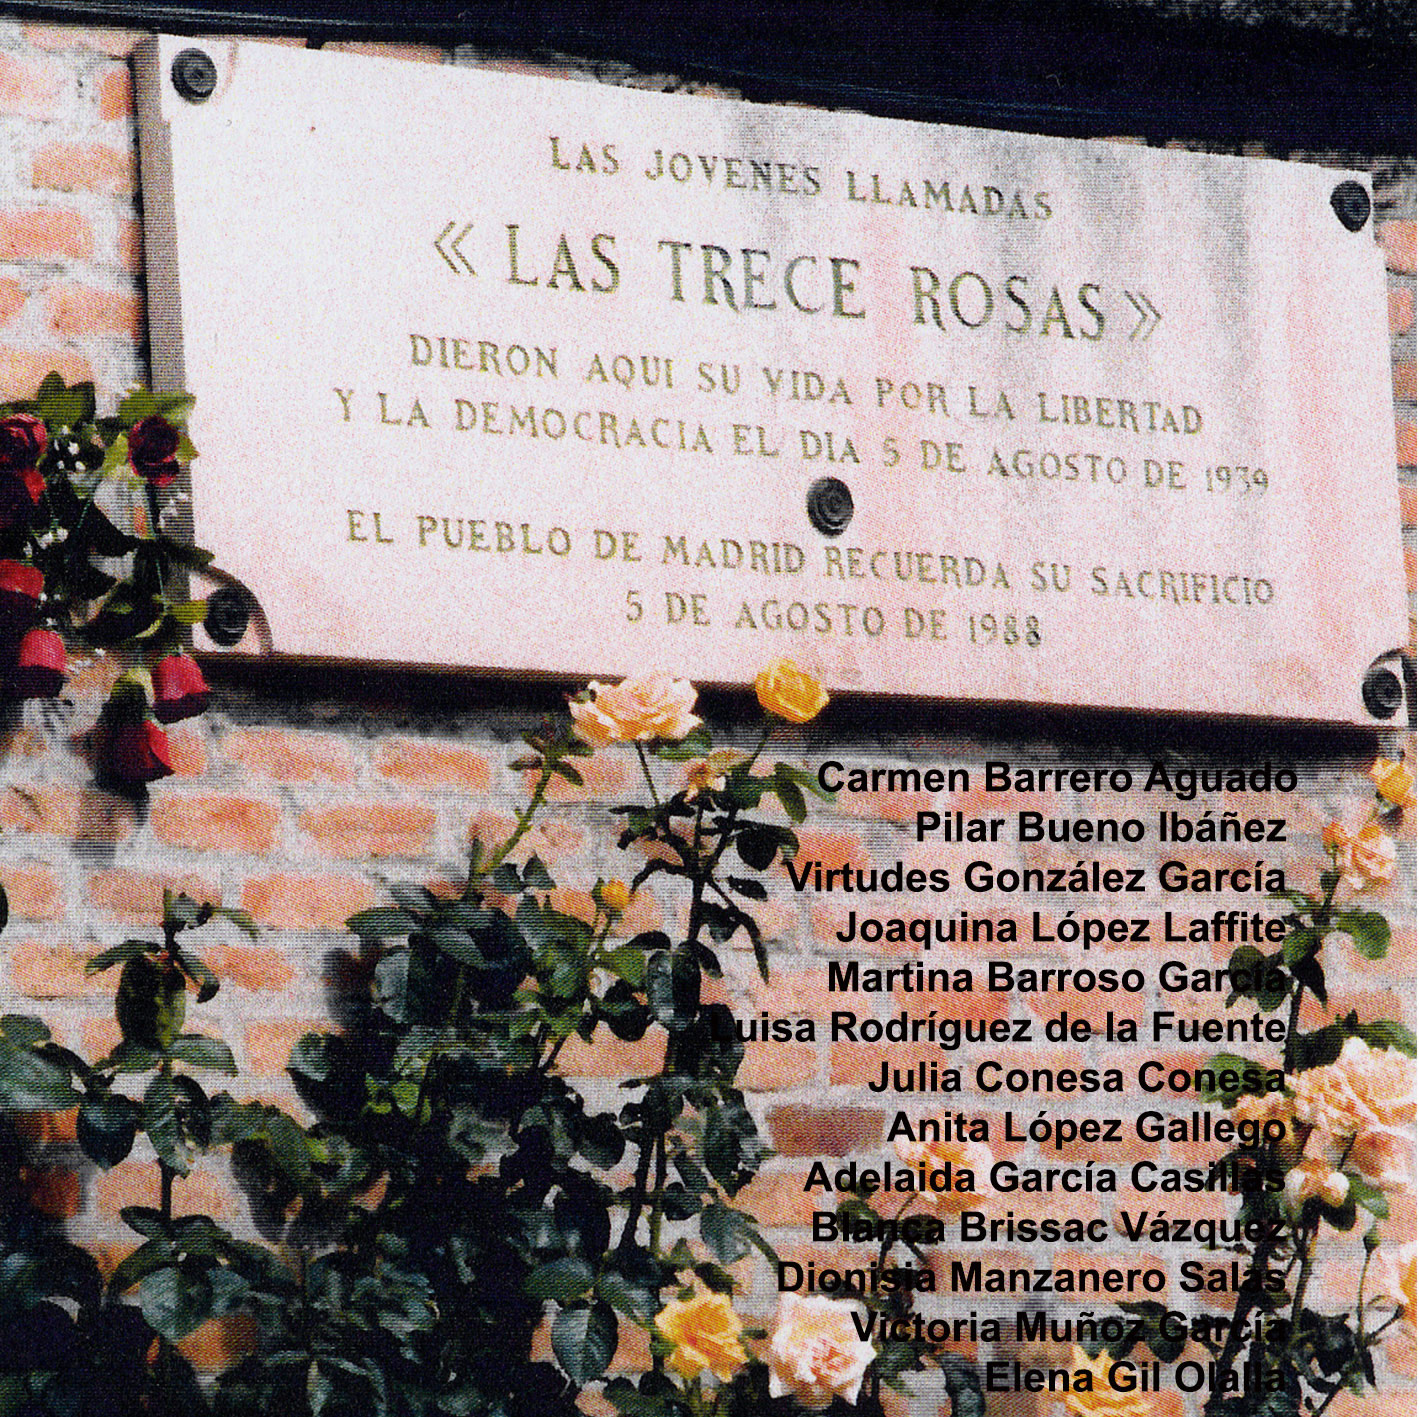 LAS JOVENES LLAMADAS
« LAS TRECE ROSAS »
DIERON AQUI SU VIDA POR LA LIBERTAD
Y LA DEMOCRACIA EL DIA 5 DE AGOSTO DE 1939
EL PUEBLO DE MADRID RECUERDA SU SACRIFICIO
5 DE AGOSTO DE 1988
Carmen Barrero Aguado
Pilar Bueno Ibáñez
Virtudes González García
Joaquina López Laffite
Martina Barroso García
Luisa Rodríguez de la Fuente
Julia Conesa Conesa
Anita López Gallego
Adelaida García Casillas
Blanca Brissac Vázquez
Dionisia Manzanero Salas
Victoria Muñoz García
Elena Gil Olalla